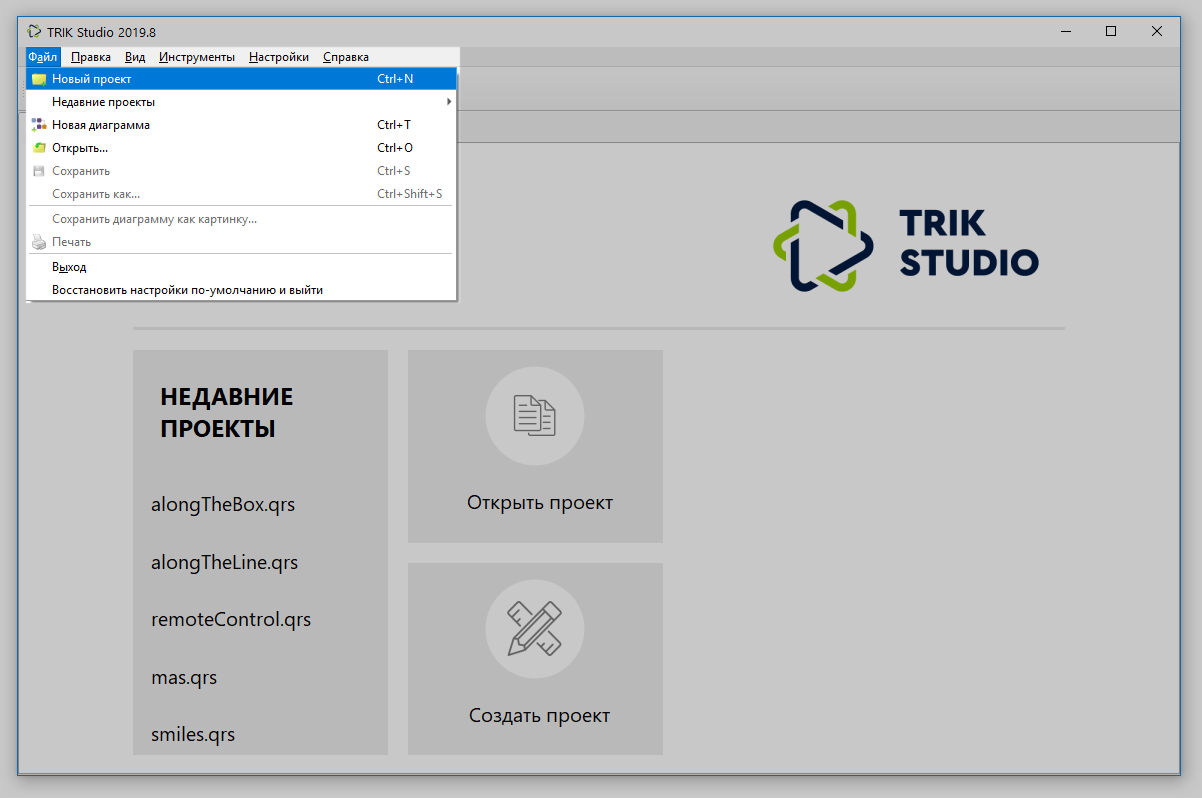 TRIK Studio 2019.8
Файл Правка Вид Инструменты Настройки Справка
Новый проект Ctrl+N
Недавние проекты
Новая диаграмма Ctrl+T
Открыть... Ctrl+O
Сохранить Ctrl+S
Сохранить как... Ctrl+Shift+S
Сохранить диаграмму как картинку...
Печать
Выход
Восстановить настройки по-умолчанию и выйти
TRIK
STUDIO
НЕДАВНИЕ
ПРОЕКТЫ
alongTheBox.qrs
alongTheLine.qrs
remoteControl.qrs
mas.qrs
smiles.qrs
Открыть проект
Создать проект